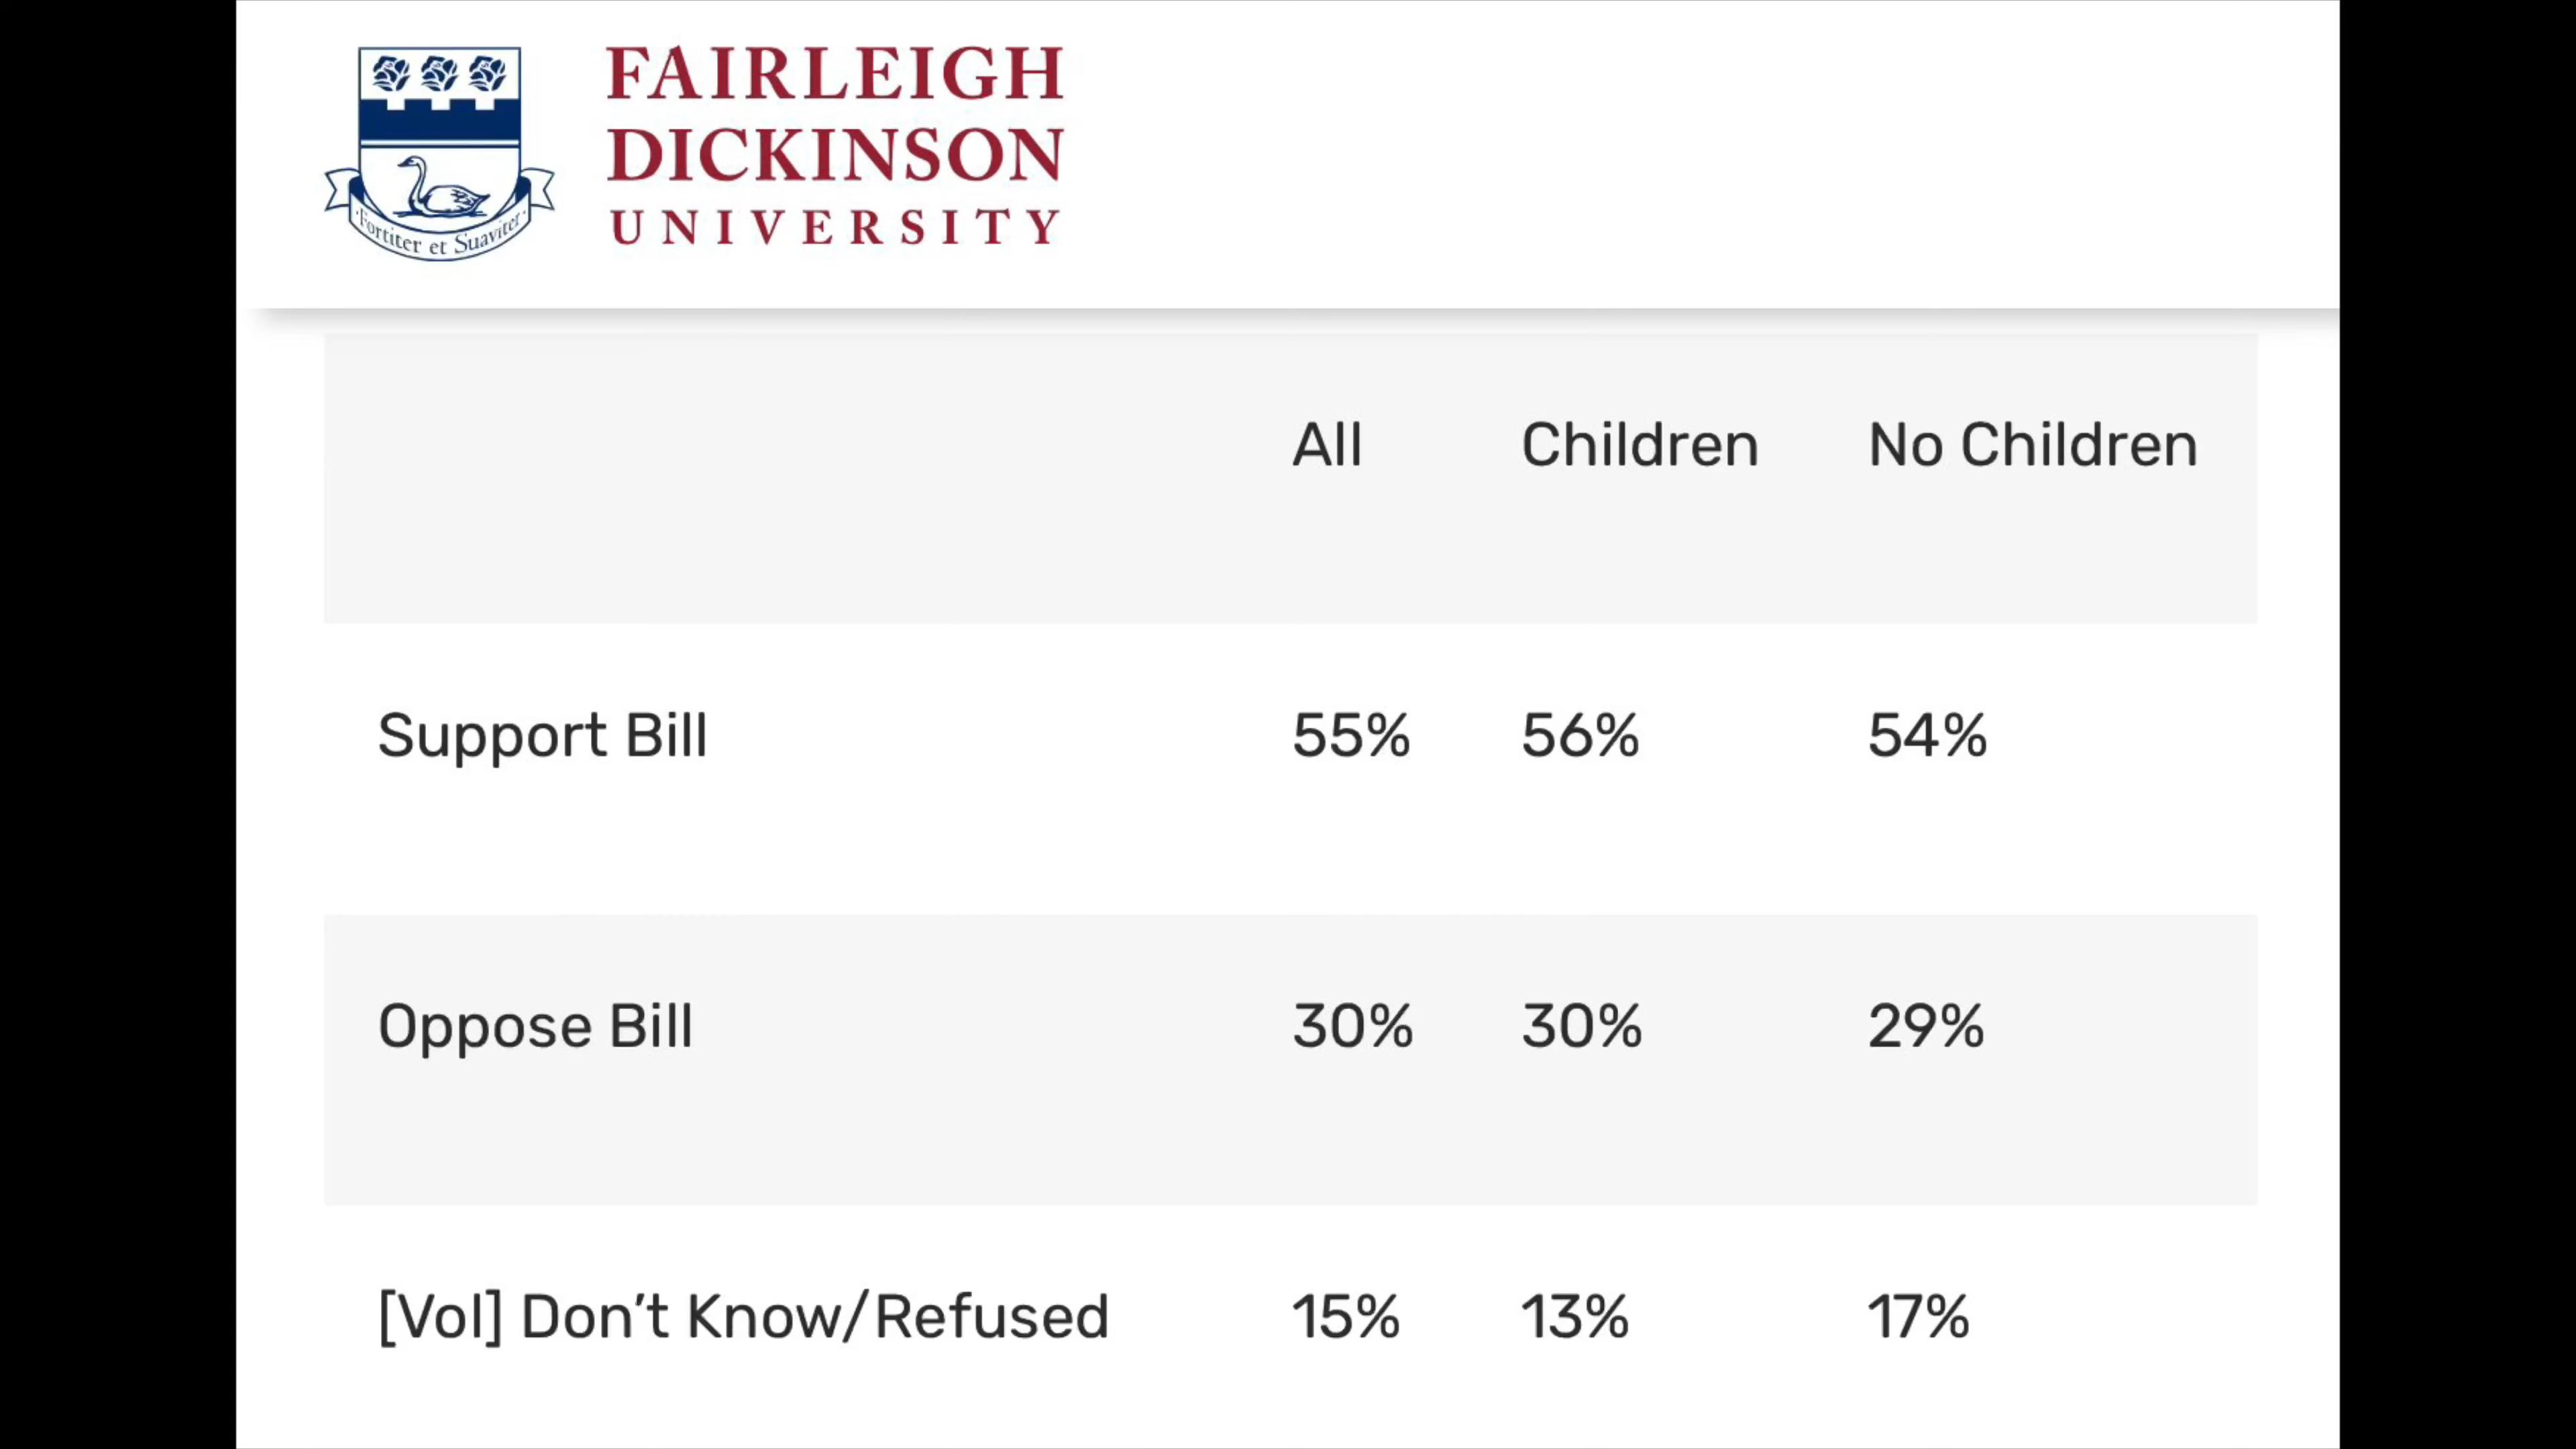 FAIRLEIGH
DICKINSON
UNIVERSITY
Fortiter et Suaviter
All Children No Children
Support Bill 55% 56% 54%
Oppose Bill 30% 30% 29%
[Vol] Don’t Know/Refused 15% 13% 17%